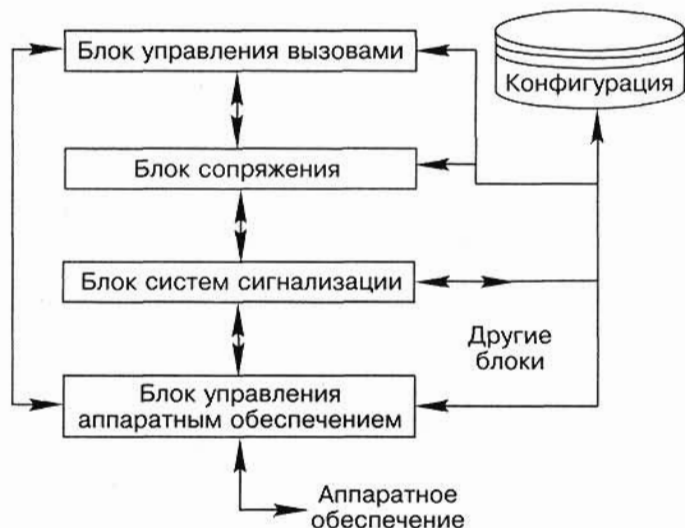 Блок управления вызовами
Конфигурация
Блок сопряжения
Блок систем сигнализации
Другие
блоки
Блок управления
аппаратным обеспечением
Аппаратное
обеспечение